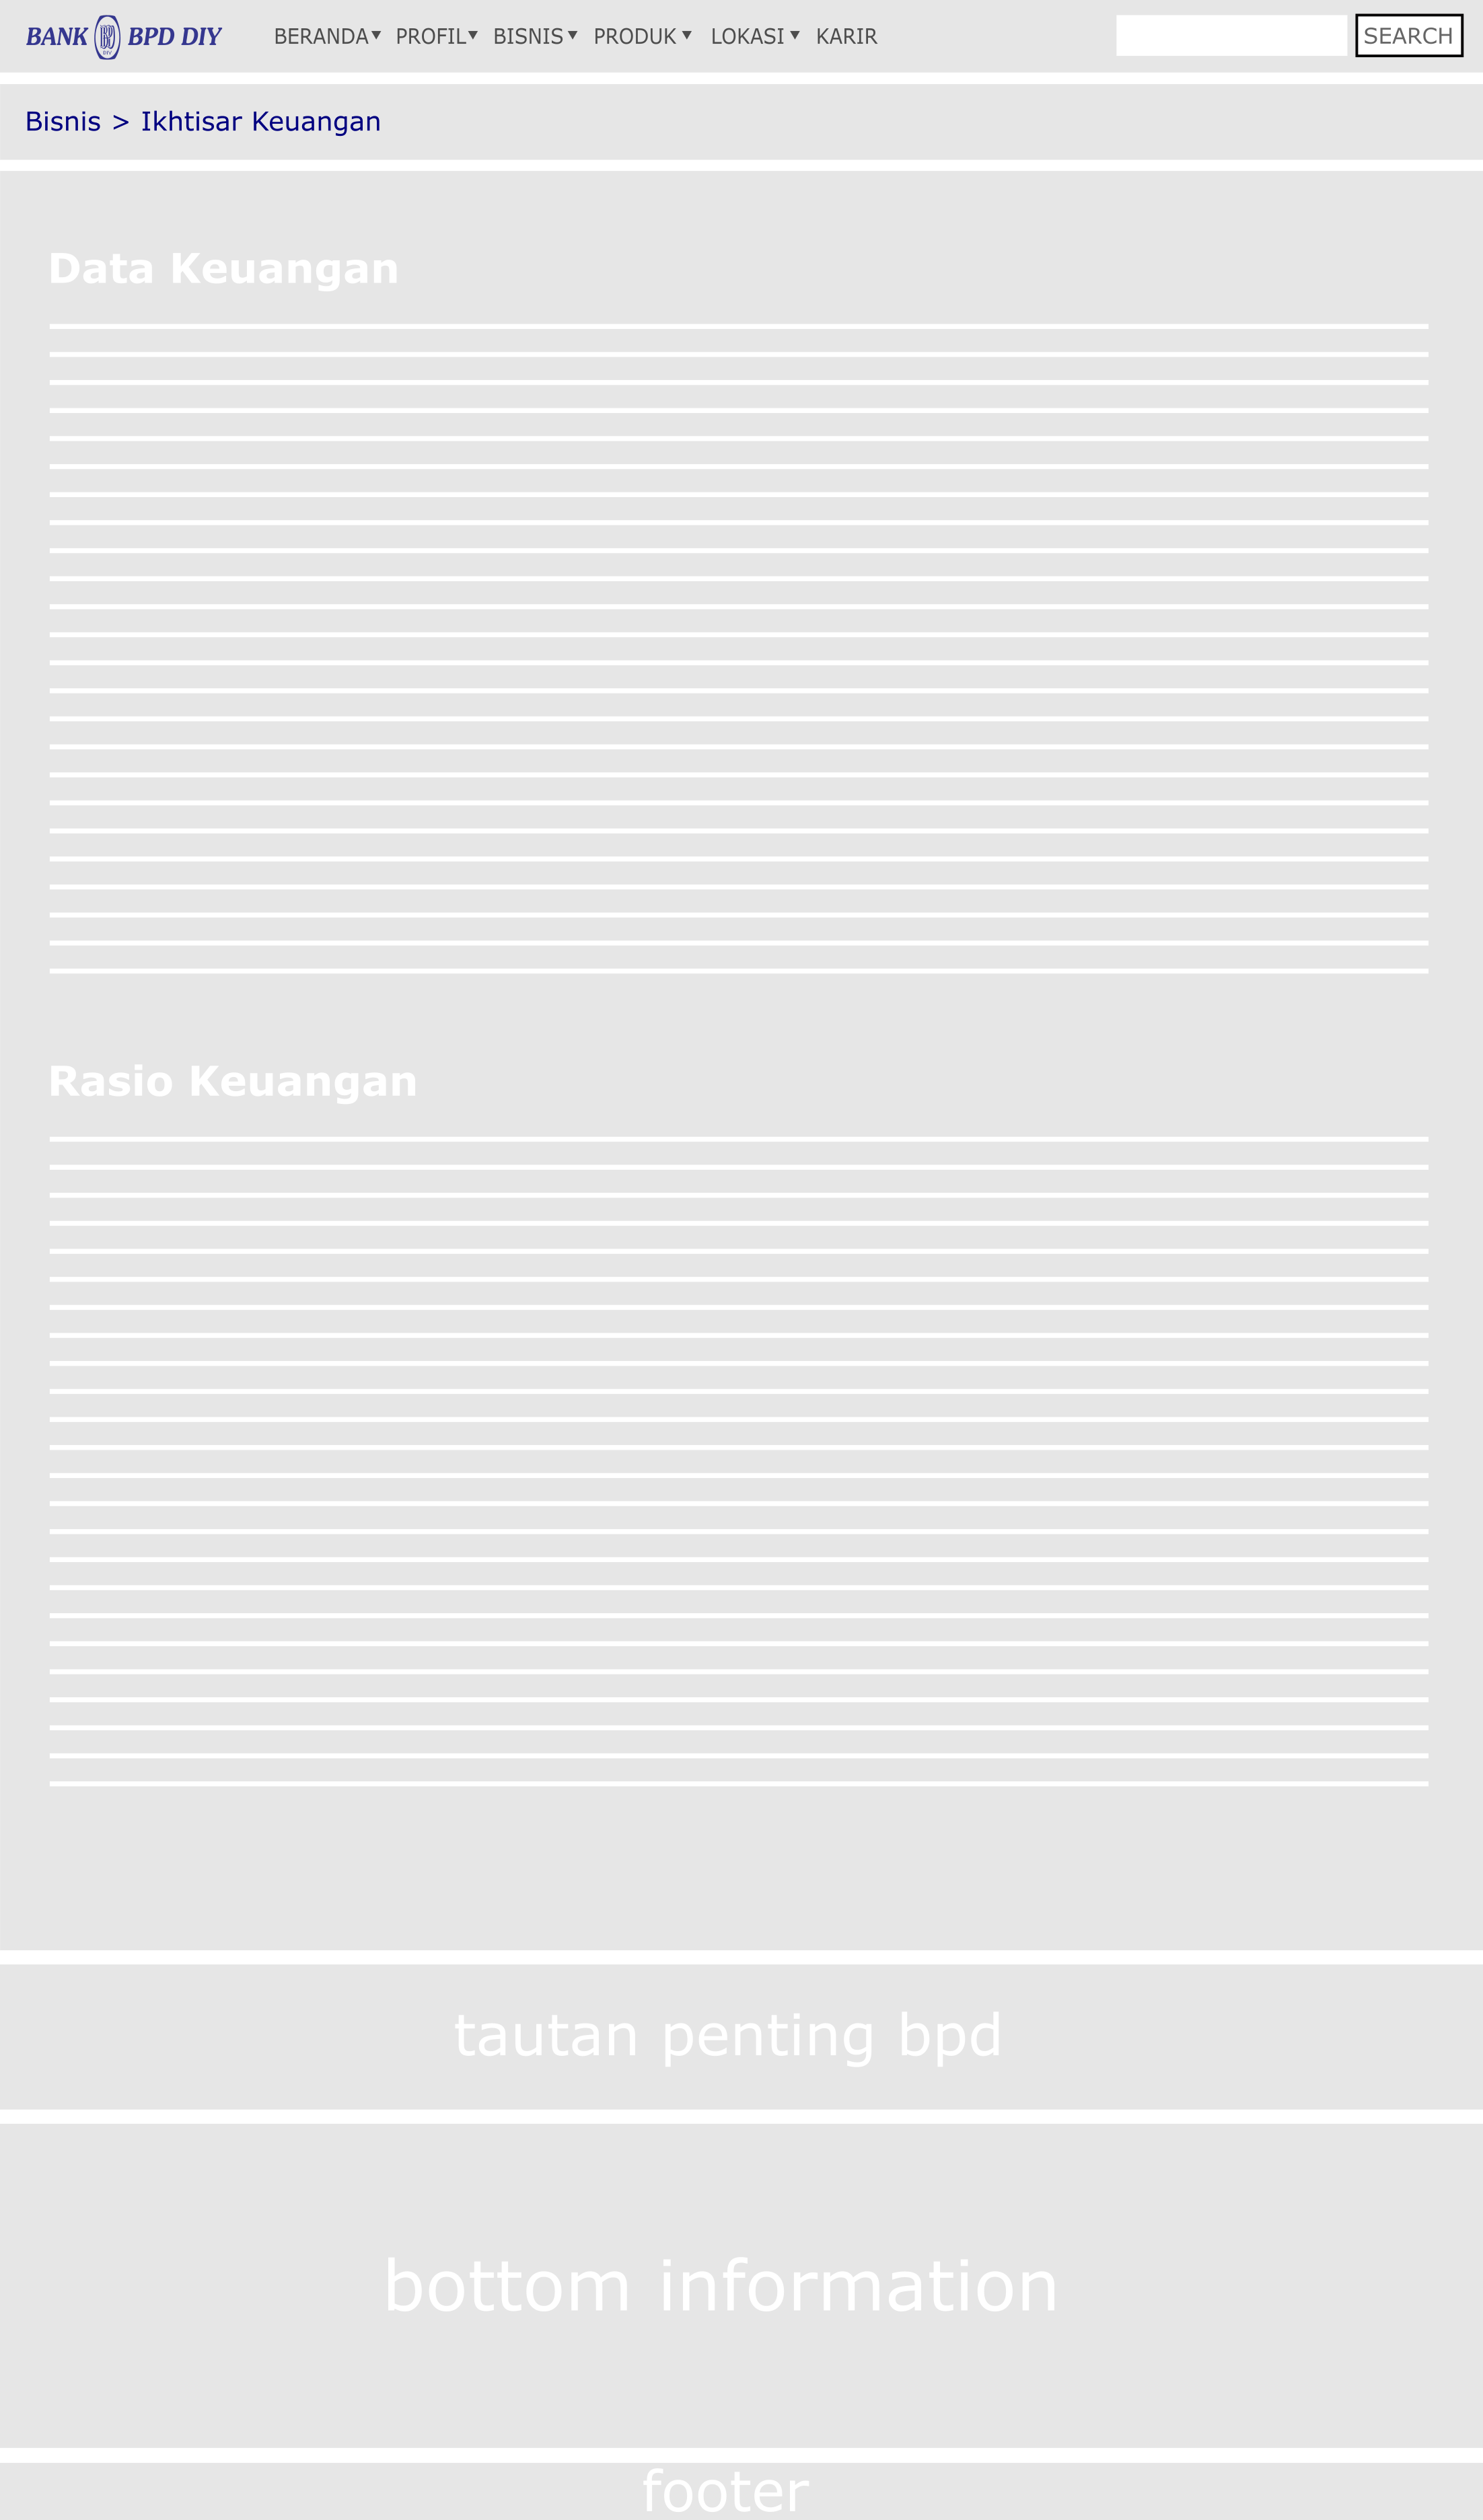 BANK BPD DIY BERANDA PROFIL BISNIS PRODUK LOKASI KARIR SEARCH
Bisnis > Ikhtisar Keuangan
Data Keuangan
Rasio Keuangan
tautan penting bpd
bottom information
footer